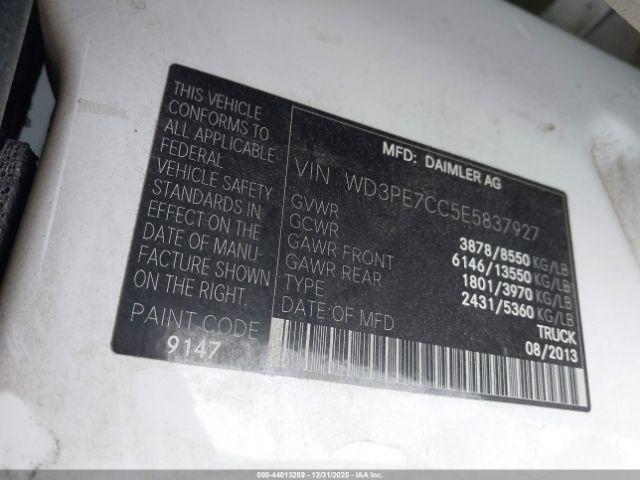 THIS VEHICLE
CONFORMS TO
ALL APPLICABLE
FEDERAL
VEHICLE SAFETY
STANDARDS IN
EFFECT ON THE
DATE OF MANU-
FACTURE SHOWN
ON THE RIGHT.
PAINT CODE
9147
MFD: DAIMLER AG
VIN WD3PE7CC5E5837927
GVWR 3878/8550 KG/LB
GCWR 6146/13550 KG/LB
GAWR FRONT 1801/3970 KG/LB
GAWR REAR 2431/5360 KG/LB
TYPE TRUCK
DATE OF MFD 08/2013
000-44013289 - 12/31/2025 - IAA Corp.